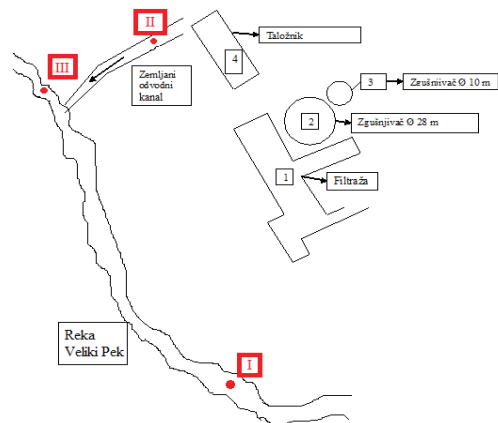 II
Taložnik
III
4
Zemljani
odvodni
kanal
3
Zgušnjivač Ø 10 m
2
Zgušnjivač Ø 28 m
1
Filtraža
Reka
Veliki Pek
I